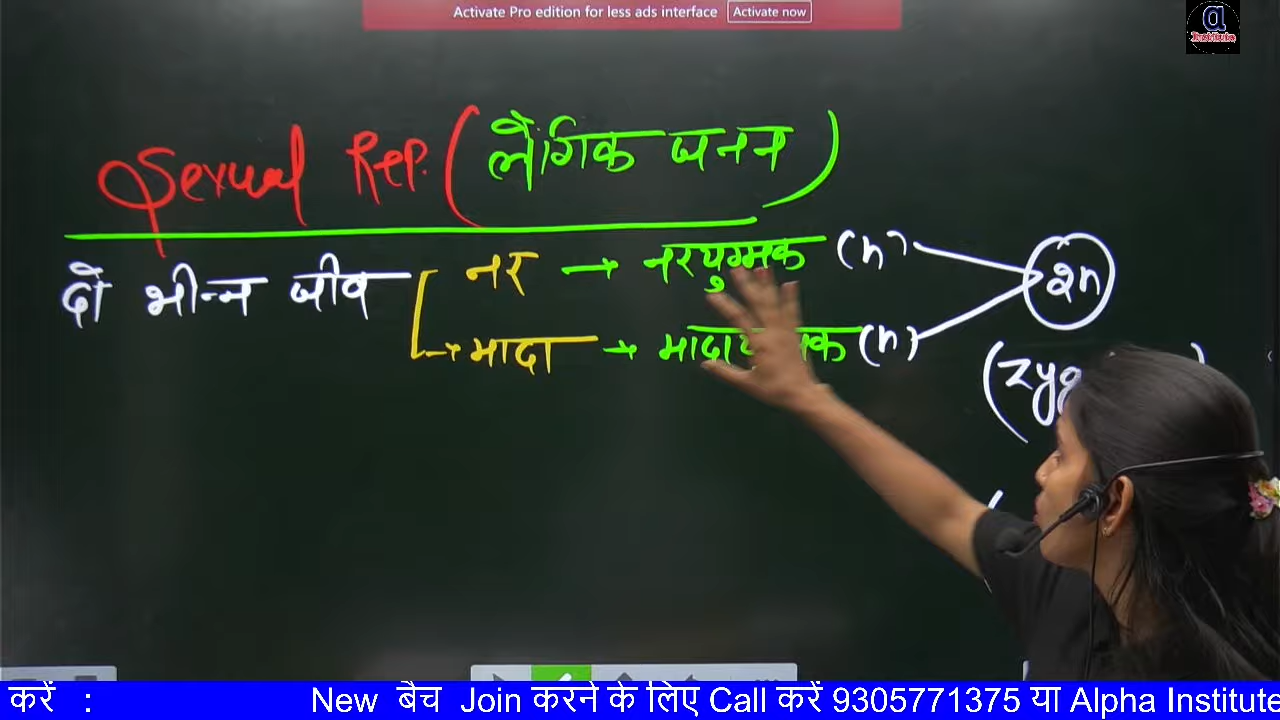 Activate Pro edition for less ads interface Activate now
a
Institute
Sexual Rep. (लैगिक जनन)
दो भीन्न जीव नर → नरयुग्मक (n) 2n
→ मादा → मादा (n)
करें : New बैच Join करने के लिए Call करें 9305771375 या Alpha Institute